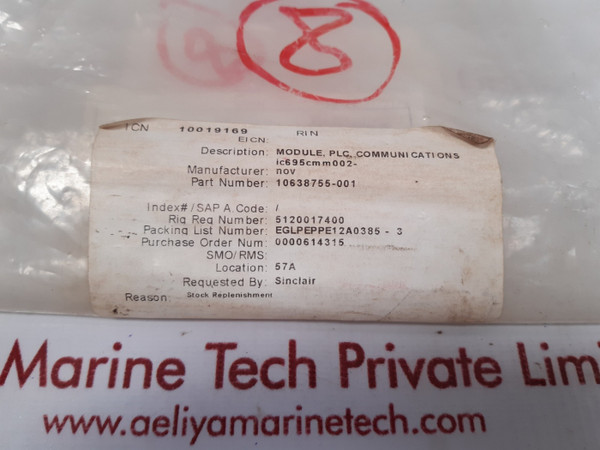 8
TCN 10019169 RIN
EICN:
Description: MODULE, PLC, COMMUNICATIONS
ic695cmm002-
Manufacturer: nov
Part Number: 10638755-001
Index# / SAP A.Code: /
Rig Req Number: 5120017400
Packing List Number: EGLPEPPE12A0385 - 3
Purchase Order Num: 0000614315
SMO/RMS:
Location: 57A
Requested By: Sinclair
Reason: Stock Replenishment
Marine Tech Private Limi
www.aeliyamarinetech.com